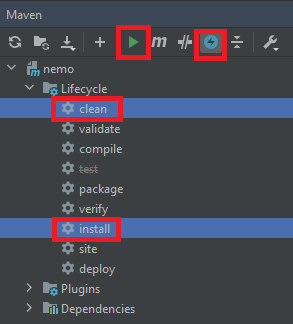 Maven
m
nemo
Lifecycle
clean
validate
compile
test
package
verify
install
site
deploy
Plugins
Dependencies